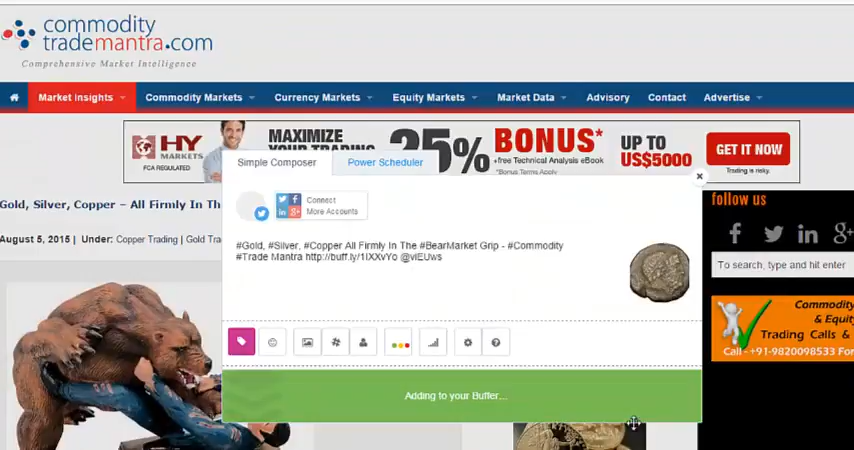 commodity
trademantra.com
Comprehensive Market Intelligence
Market Insights
Commodity Markets
Currency Markets
Equity Markets
Market Data
Advisory
Contact
Advertise
HY
MARKETS
FCA REGULATED
MAXIMIZE
YOUR TRADING
25%
BONUS*
+free Technical Analysis eBook
*Bonus Terms Apply
UP TO
US$5000
GET IT NOW
Trading is risky.
Simple Composer
Power Scheduler
follow us
Gold, Silver, Copper – All Firmly In Th
Connect
More Accounts
August 5, 2015 | Under: Copper Trading | Gold Tra
#Gold, #Silver, #Copper All Firmly In The #BearMarket Grip - #Commodity
#Trade Mantra http://buff.ly/1IXXvYo @vIEUws
To search, type and hit enter
Commodity
& Equity
Trading Calls &
Call - +91-9820098533 For
Adding to your Buffer...